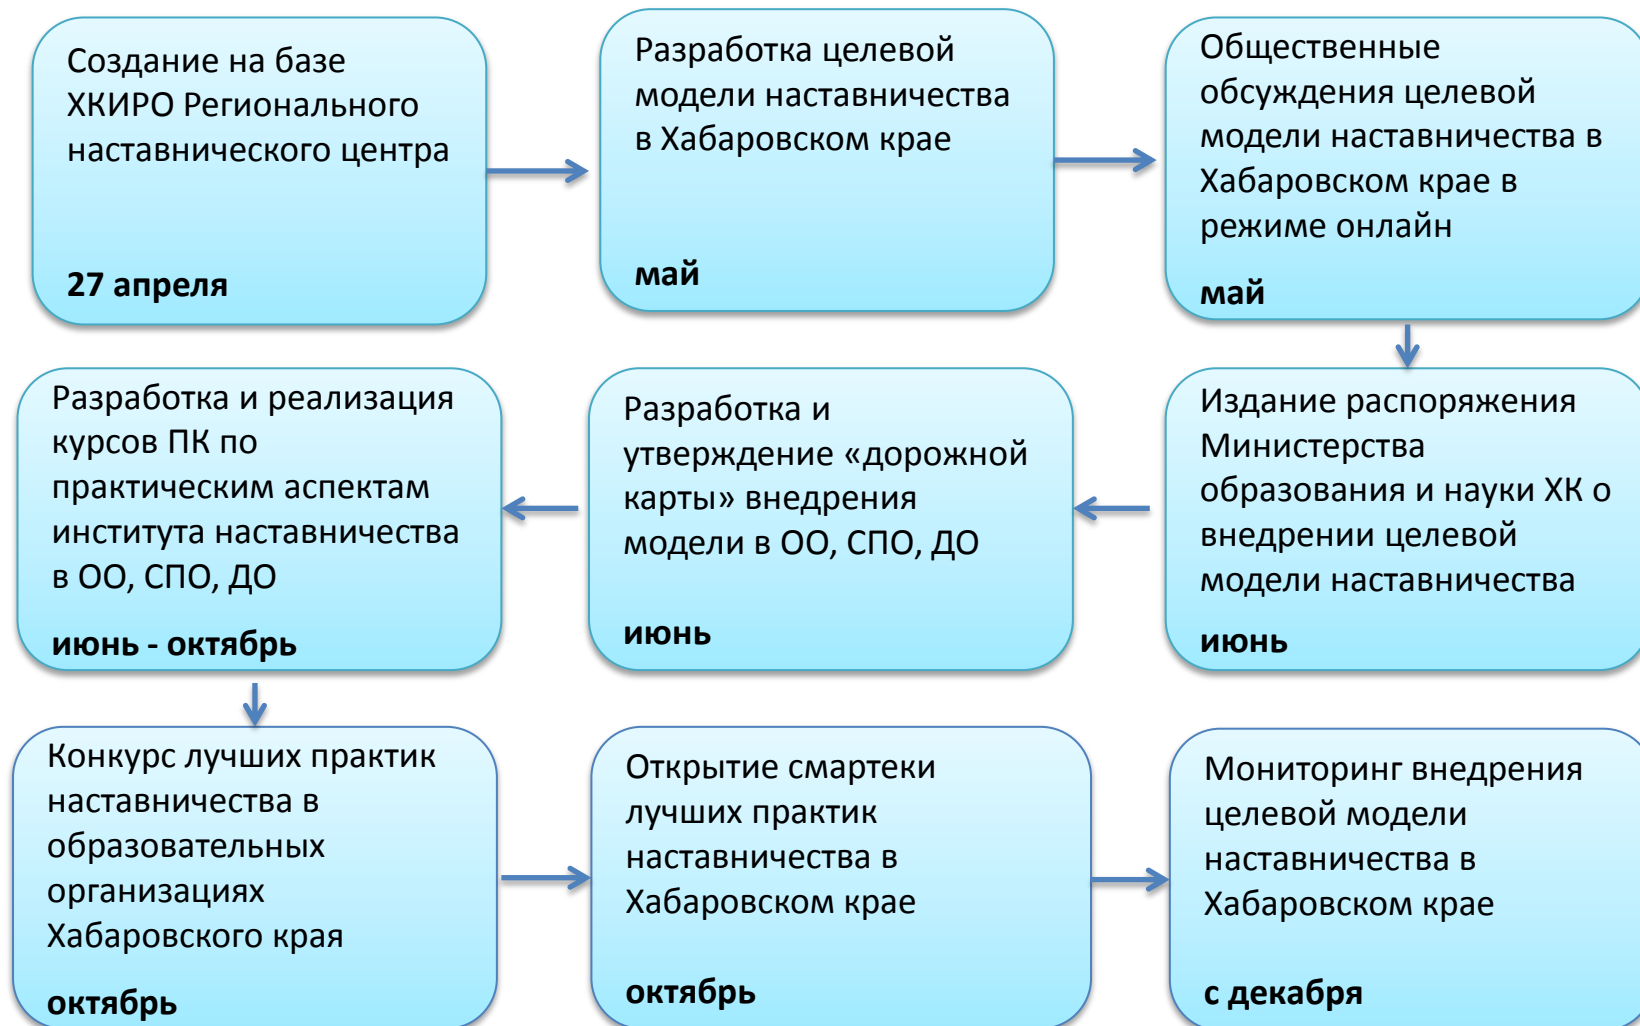 Создание на базе
ХКИРО Регионального
наставнического центра
27 апреля
Разработка целевой
модели наставничества
в Хабаровском крае
май
Общественные
обсуждения целевой
модели наставничества в
Хабаровском крае в
режиме онлайн
май
Издание распоряжения
Министерства
образования и науки ХК о
внедрении целевой
модели наставничества
июнь
Разработка и
утверждение «дорожной
карты» внедрения
модели в ОО, СПО, ДО
июнь
Разработка и реализация
курсов ПК по
практическим аспектам
института наставничества
в ОО, СПО, ДО
июнь - октябрь
Конкурс лучших практик
наставничества в
образовательных
организациях
Хабаровского края
октябрь
Открытие смартеки
лучших практик
наставничества в
Хабаровском крае
октябрь
Мониторинг внедрения
целевой модели
наставничества в
Хабаровском крае
с декабря